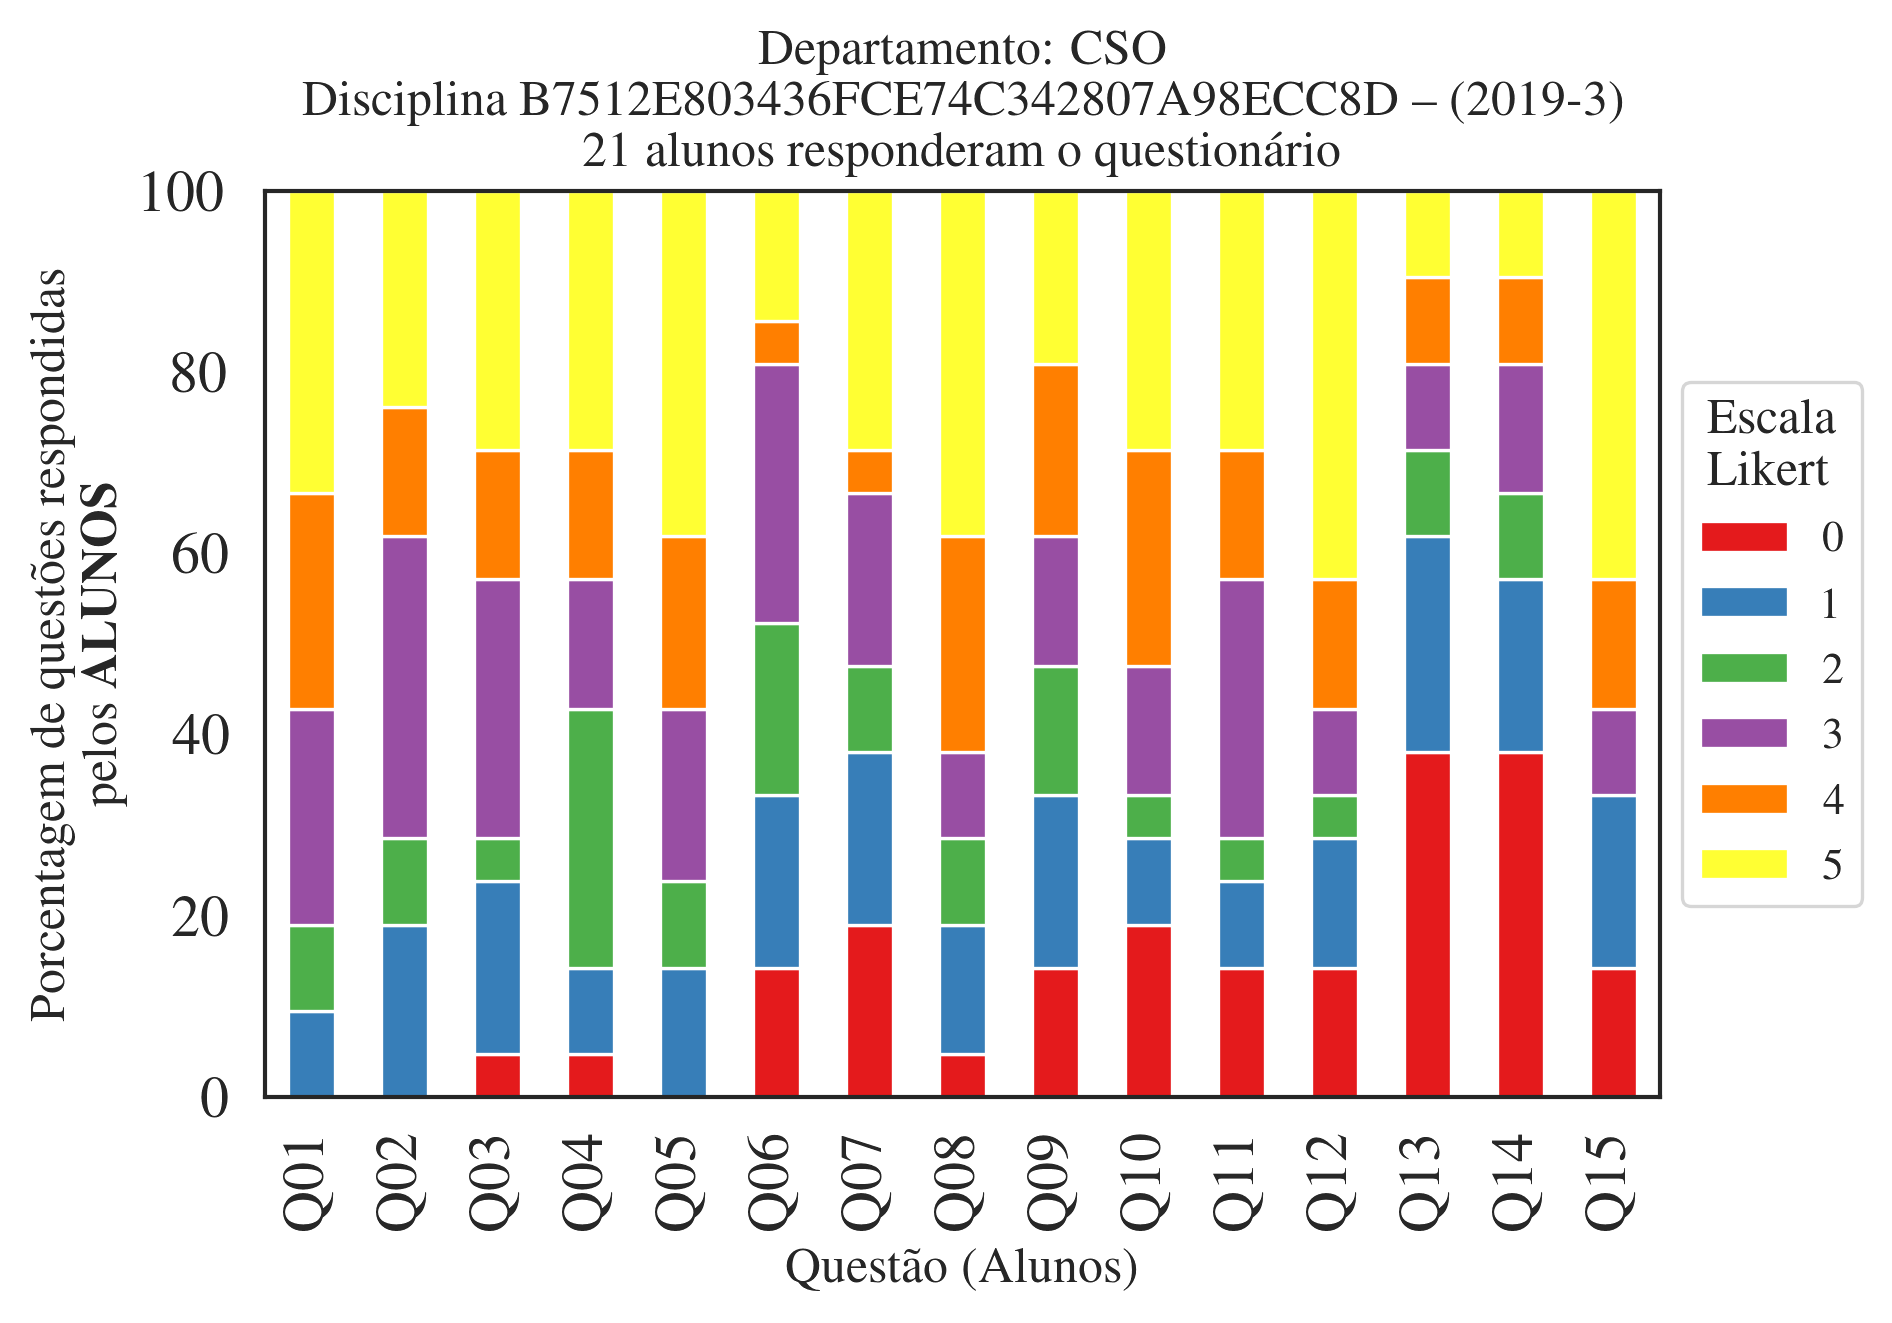 Departamento: CSO
Disciplina B7512E803436FCE74C342807A98ECC8D – (2019-3)
21 alunos responderam o questionário
Porcentagem de questões respondidas
pelos ALUNOS
100
80
60
40
20
0
Q01
Q02
Q03
Q04
Q05
Q06
Q07
Q08
Q09
Q10
Q11
Q12
Q13
Q14
Q15
Questão (Alunos)
Escala
Likert
0
1
2
3
4
5